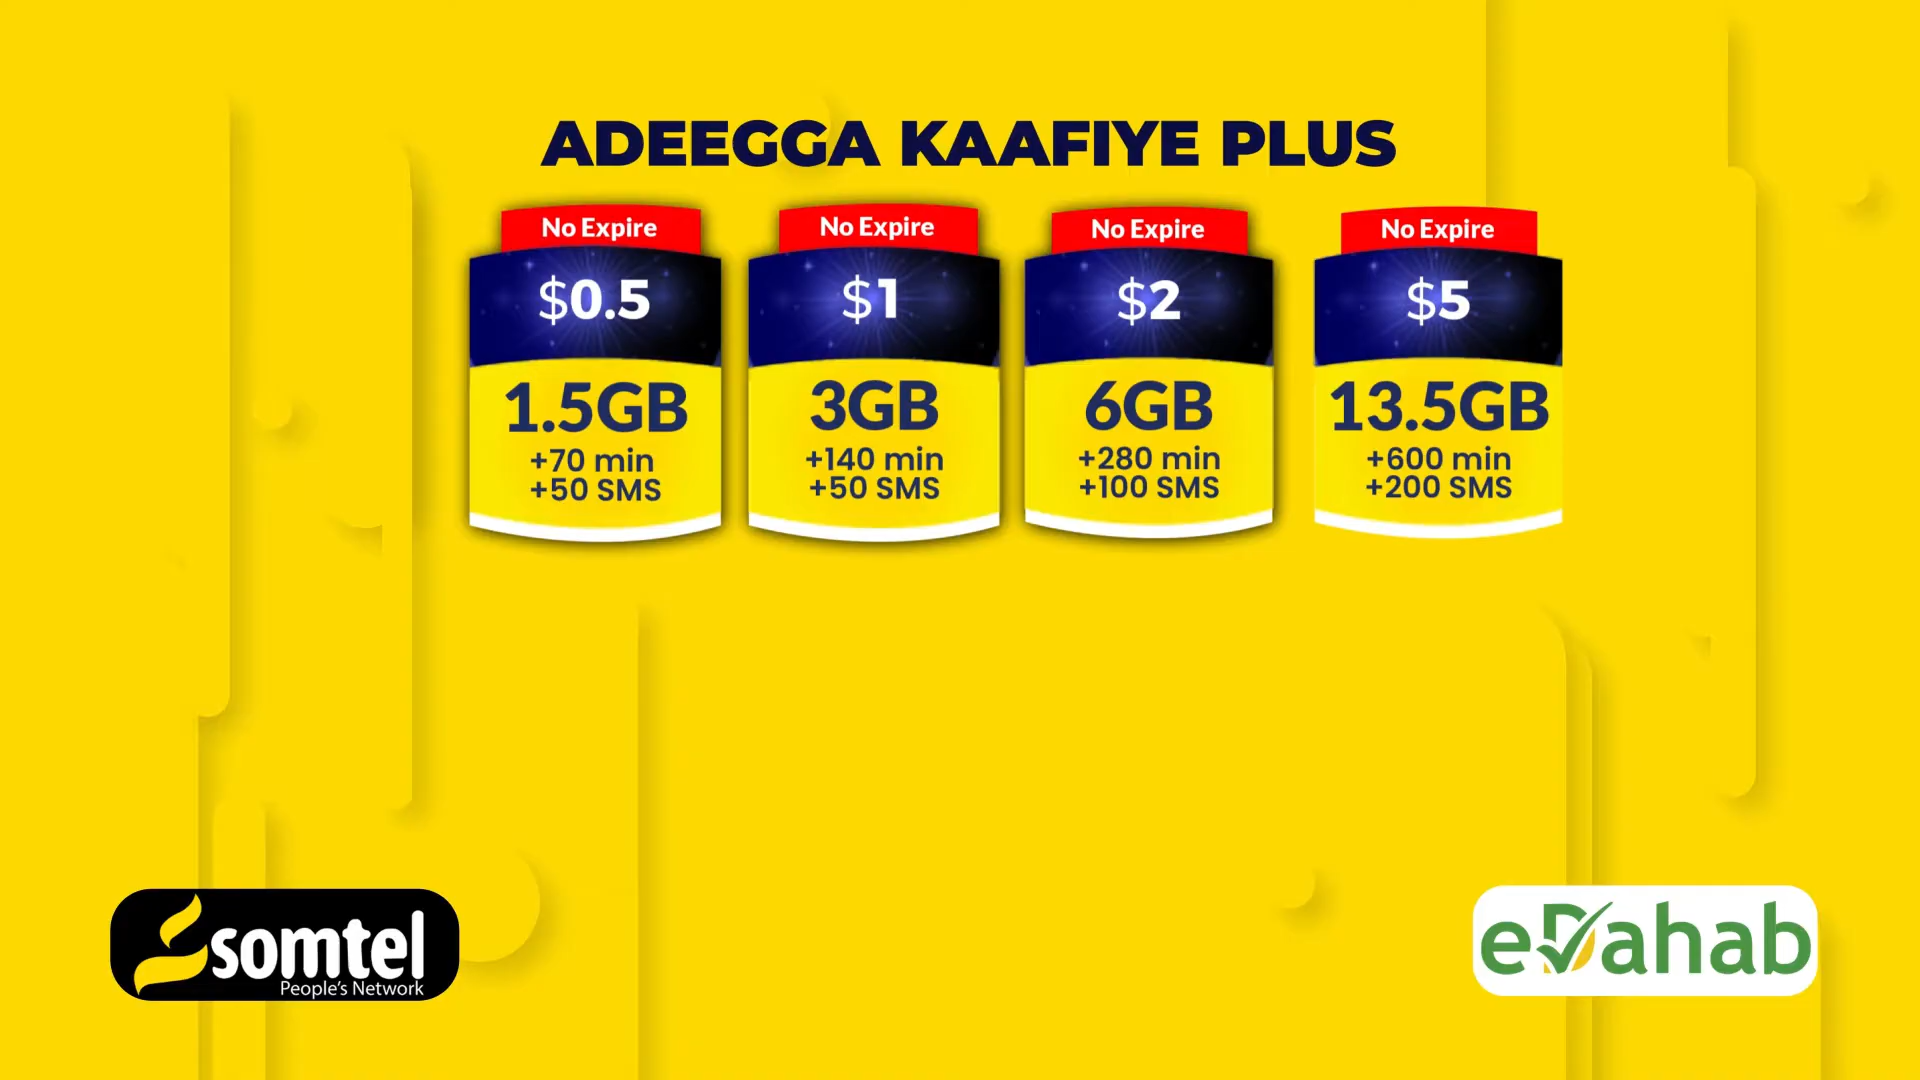 ADEEGGA KAAFIYE PLUS
No Expire
$0.5
1.5GB
+70 min
+50 SMS
No Expire
$1
3GB
+140 min
+50 SMS
No Expire
$2
6GB
+280 min
+100 SMS
No Expire
$5
13.5GB
+600 min
+200 SMS
somtel
People's Network
eDahab